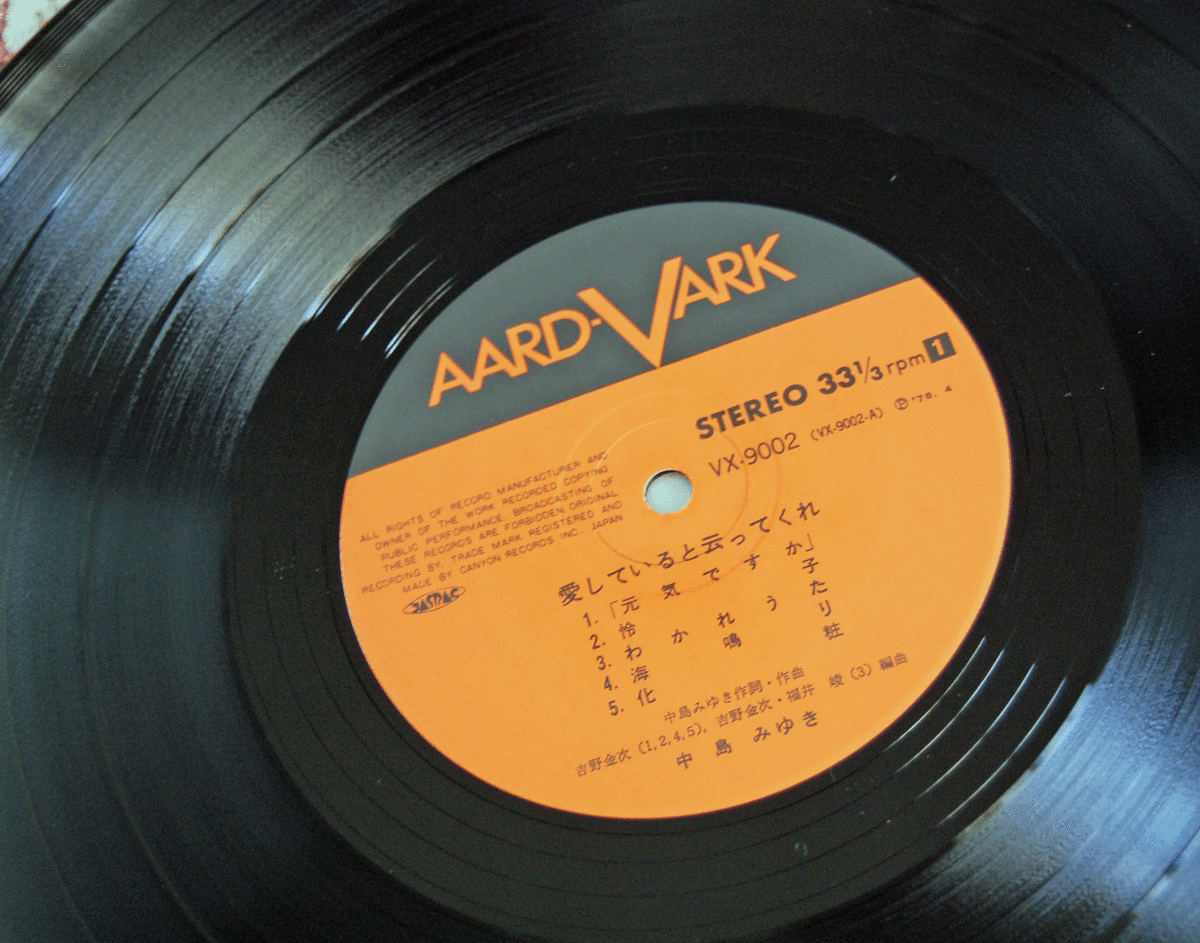 AARD-VARK
STEREO 33 1/3 rpm 1
VX-9002 (VX-9002-A) Ⓟ '78. 4
ALL RIGHTS OF RECORD MANUFACTURER AND
OWNER OF THE WORK RECORDED COPYING
PUBLIC PERFORMANCE, BROADCASTING OF
THESE RECORDS ARE FORBIDDEN, ORIGINAL
RECORDING BY, TRADE MARK REGISTERED AND
MADE BY CANYON RECORDS INC., JAPAN
JASRAC
愛していると云ってくれ
1. 「元気ですか」
2. 怜子
3. わかれうた
4. 海鳴り
5. 化粧
中島みゆき作詞・作曲
吉野金次 (1,2,4,5), 吉野金次・福井 峻 (3) 編曲
中島みゆき